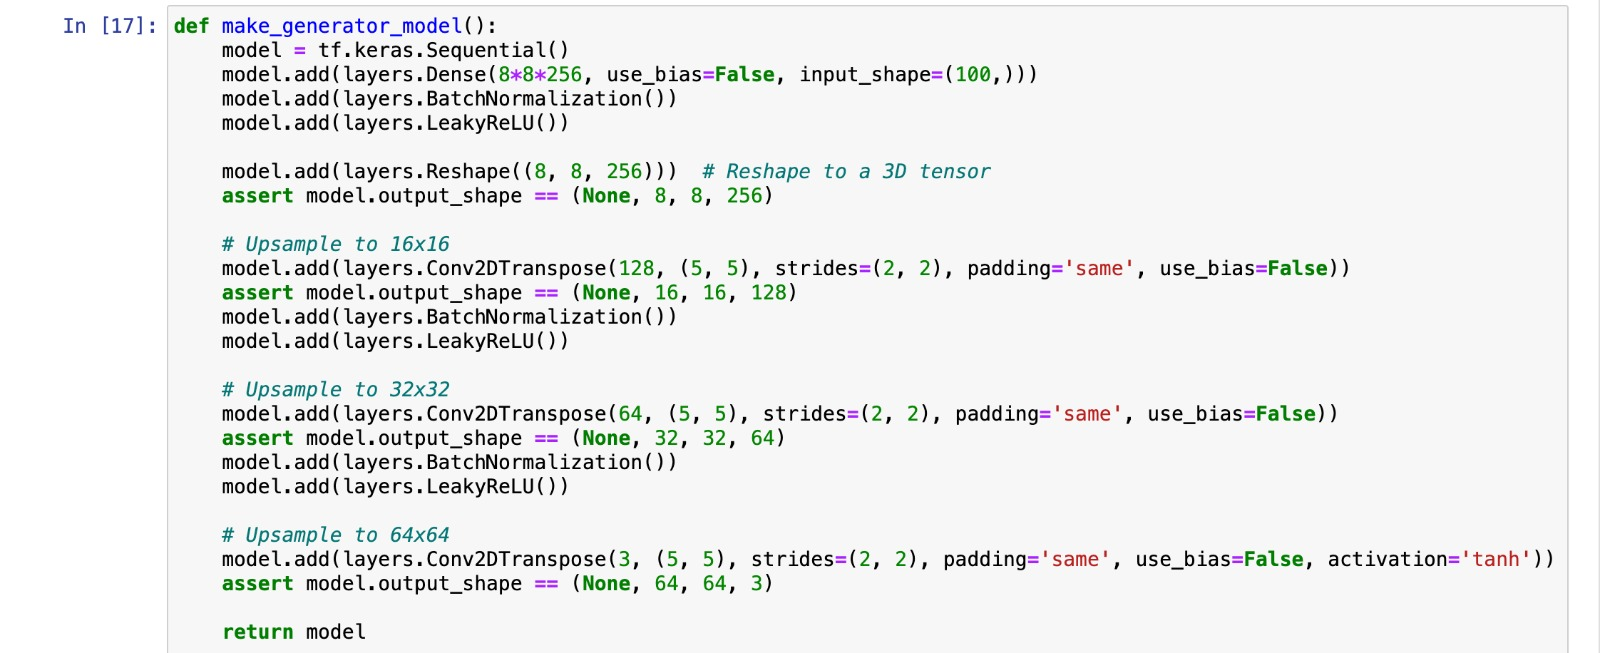 In [17]: def make_generator_model():
    model = tf.keras.Sequential()
    model.add(layers.Dense(8*8*256, use_bias=False, input_shape=(100,)))
    model.add(layers.BatchNormalization())
    model.add(layers.LeakyReLU())

    model.add(layers.Reshape((8, 8, 256)))  # Reshape to a 3D tensor
    assert model.output_shape == (None, 8, 8, 256)

    # Upsample to 16x16
    model.add(layers.Conv2DTranspose(128, (5, 5), strides=(2, 2), padding='same', use_bias=False))
    assert model.output_shape == (None, 16, 16, 128)
    model.add(layers.BatchNormalization())
    model.add(layers.LeakyReLU())

    # Upsample to 32x32
    model.add(layers.Conv2DTranspose(64, (5, 5), strides=(2, 2), padding='same', use_bias=False))
    assert model.output_shape == (None, 32, 32, 64)
    model.add(layers.BatchNormalization())
    model.add(layers.LeakyReLU())

    # Upsample to 64x64
    model.add(layers.Conv2DTranspose(3, (5, 5), strides=(2, 2), padding='same', use_bias=False, activation='tanh'))
    assert model.output_shape == (None, 64, 64, 3)

    return model